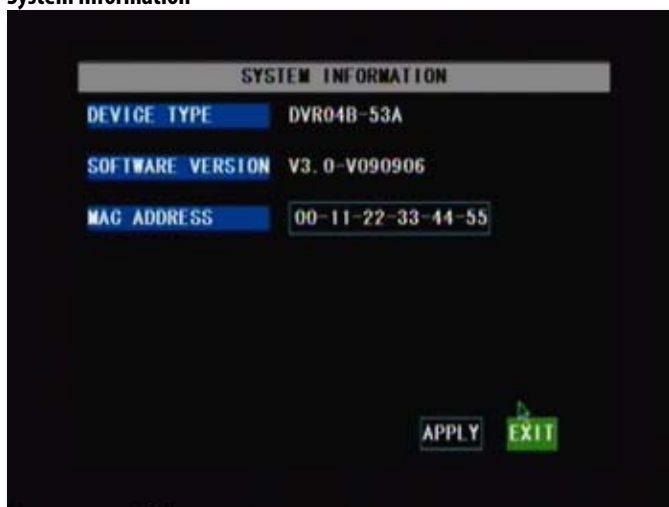 System Information
SYSTEM INFORMATION
DEVICE TYPE DVR04B-53A
SOFTWARE VERSION V3.0-V090906
MAC ADDRESS 00-11-22-33-44-55
APPLY EXIT